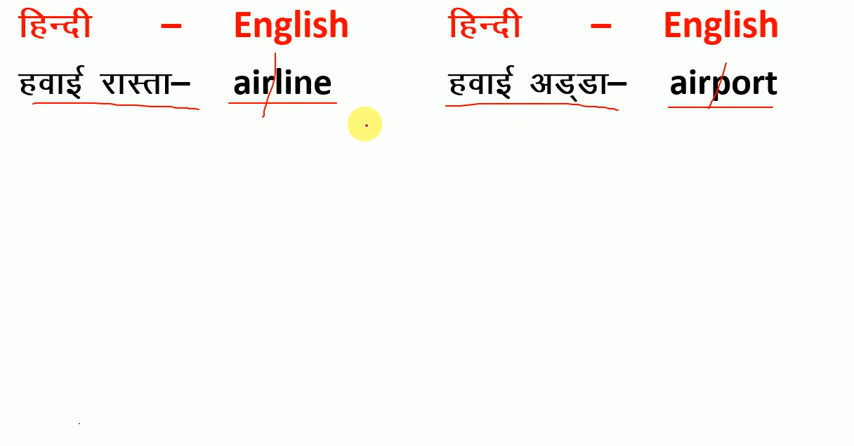 हिन्दी – English हिन्दी – English
हवाई रास्ता– airline हवाई अड्डा– airport